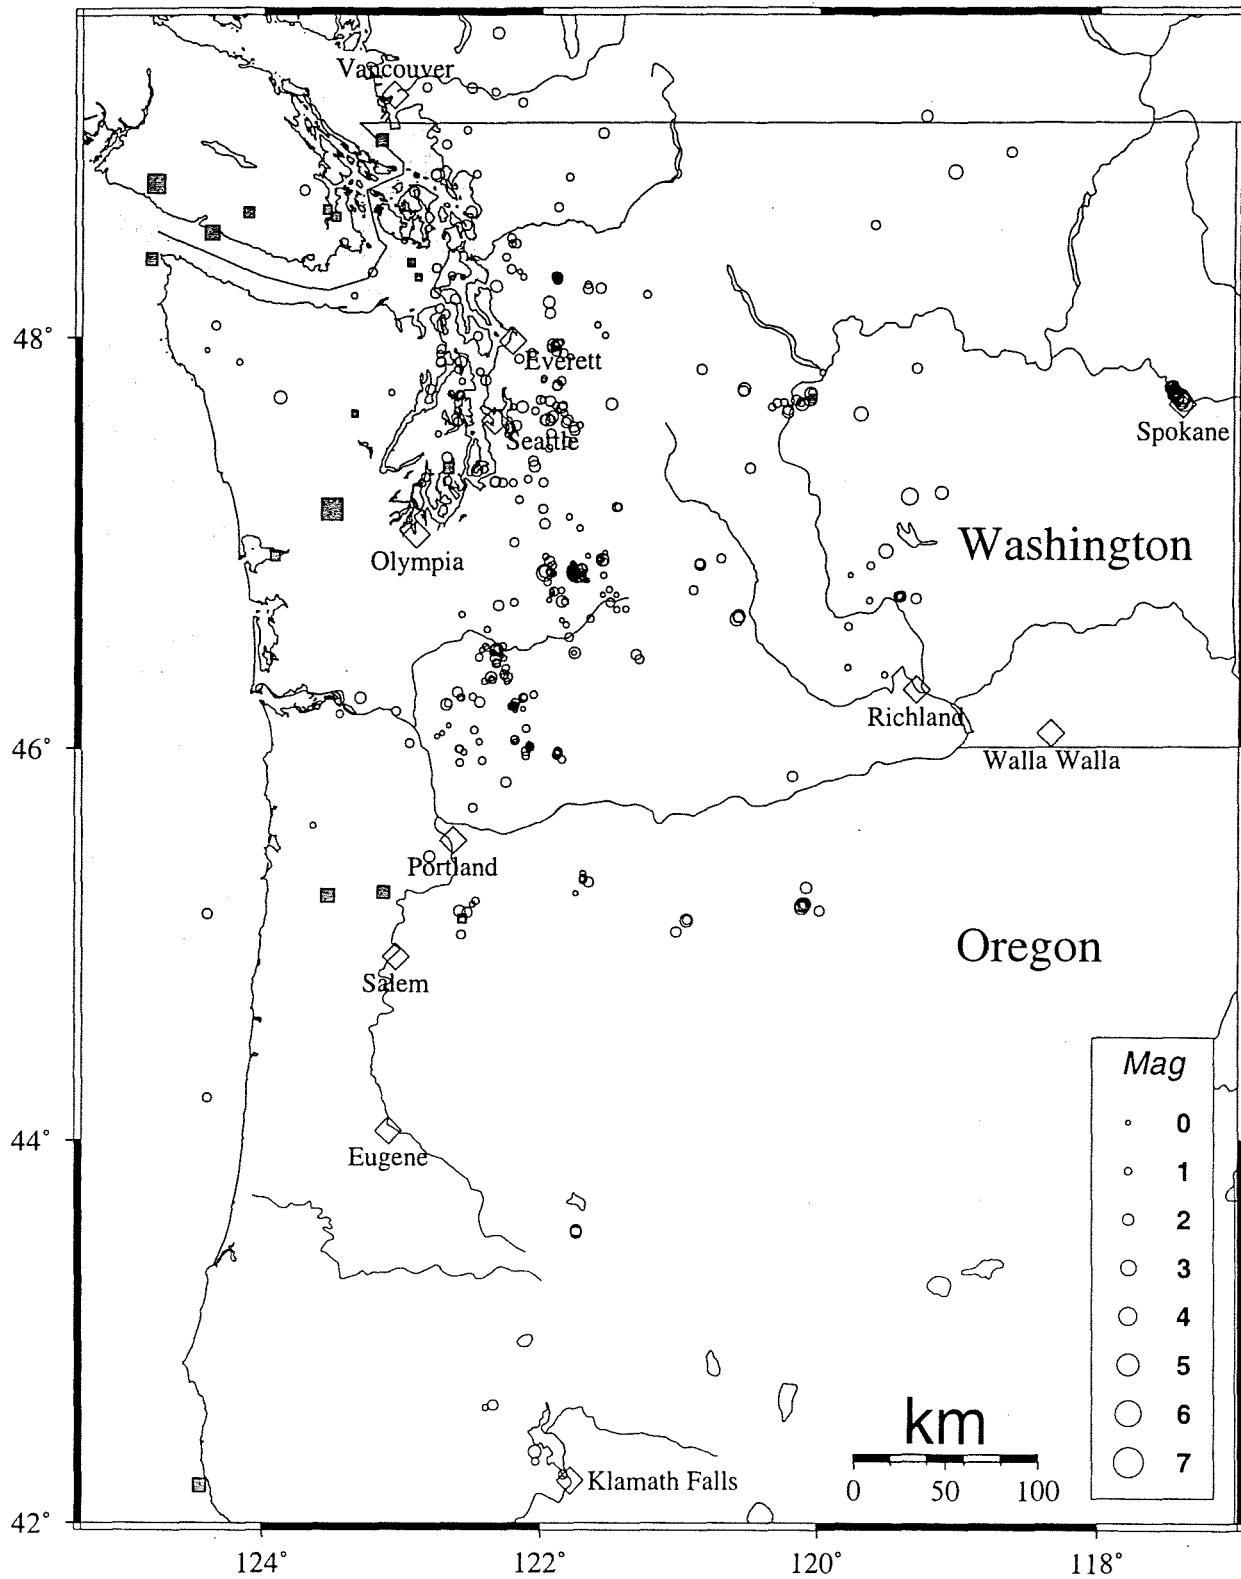 Vancouver
48°
Everett
Seattle
Spokane
Olympia
Washington
Richland
46°
Walla Walla
Portland
Oregon
Salem
Mag
0
1
44°
Eugene
2
3
4
5
6
7
km
Klamath Falls
0 50 100
42°
124° 122° 120° 118°